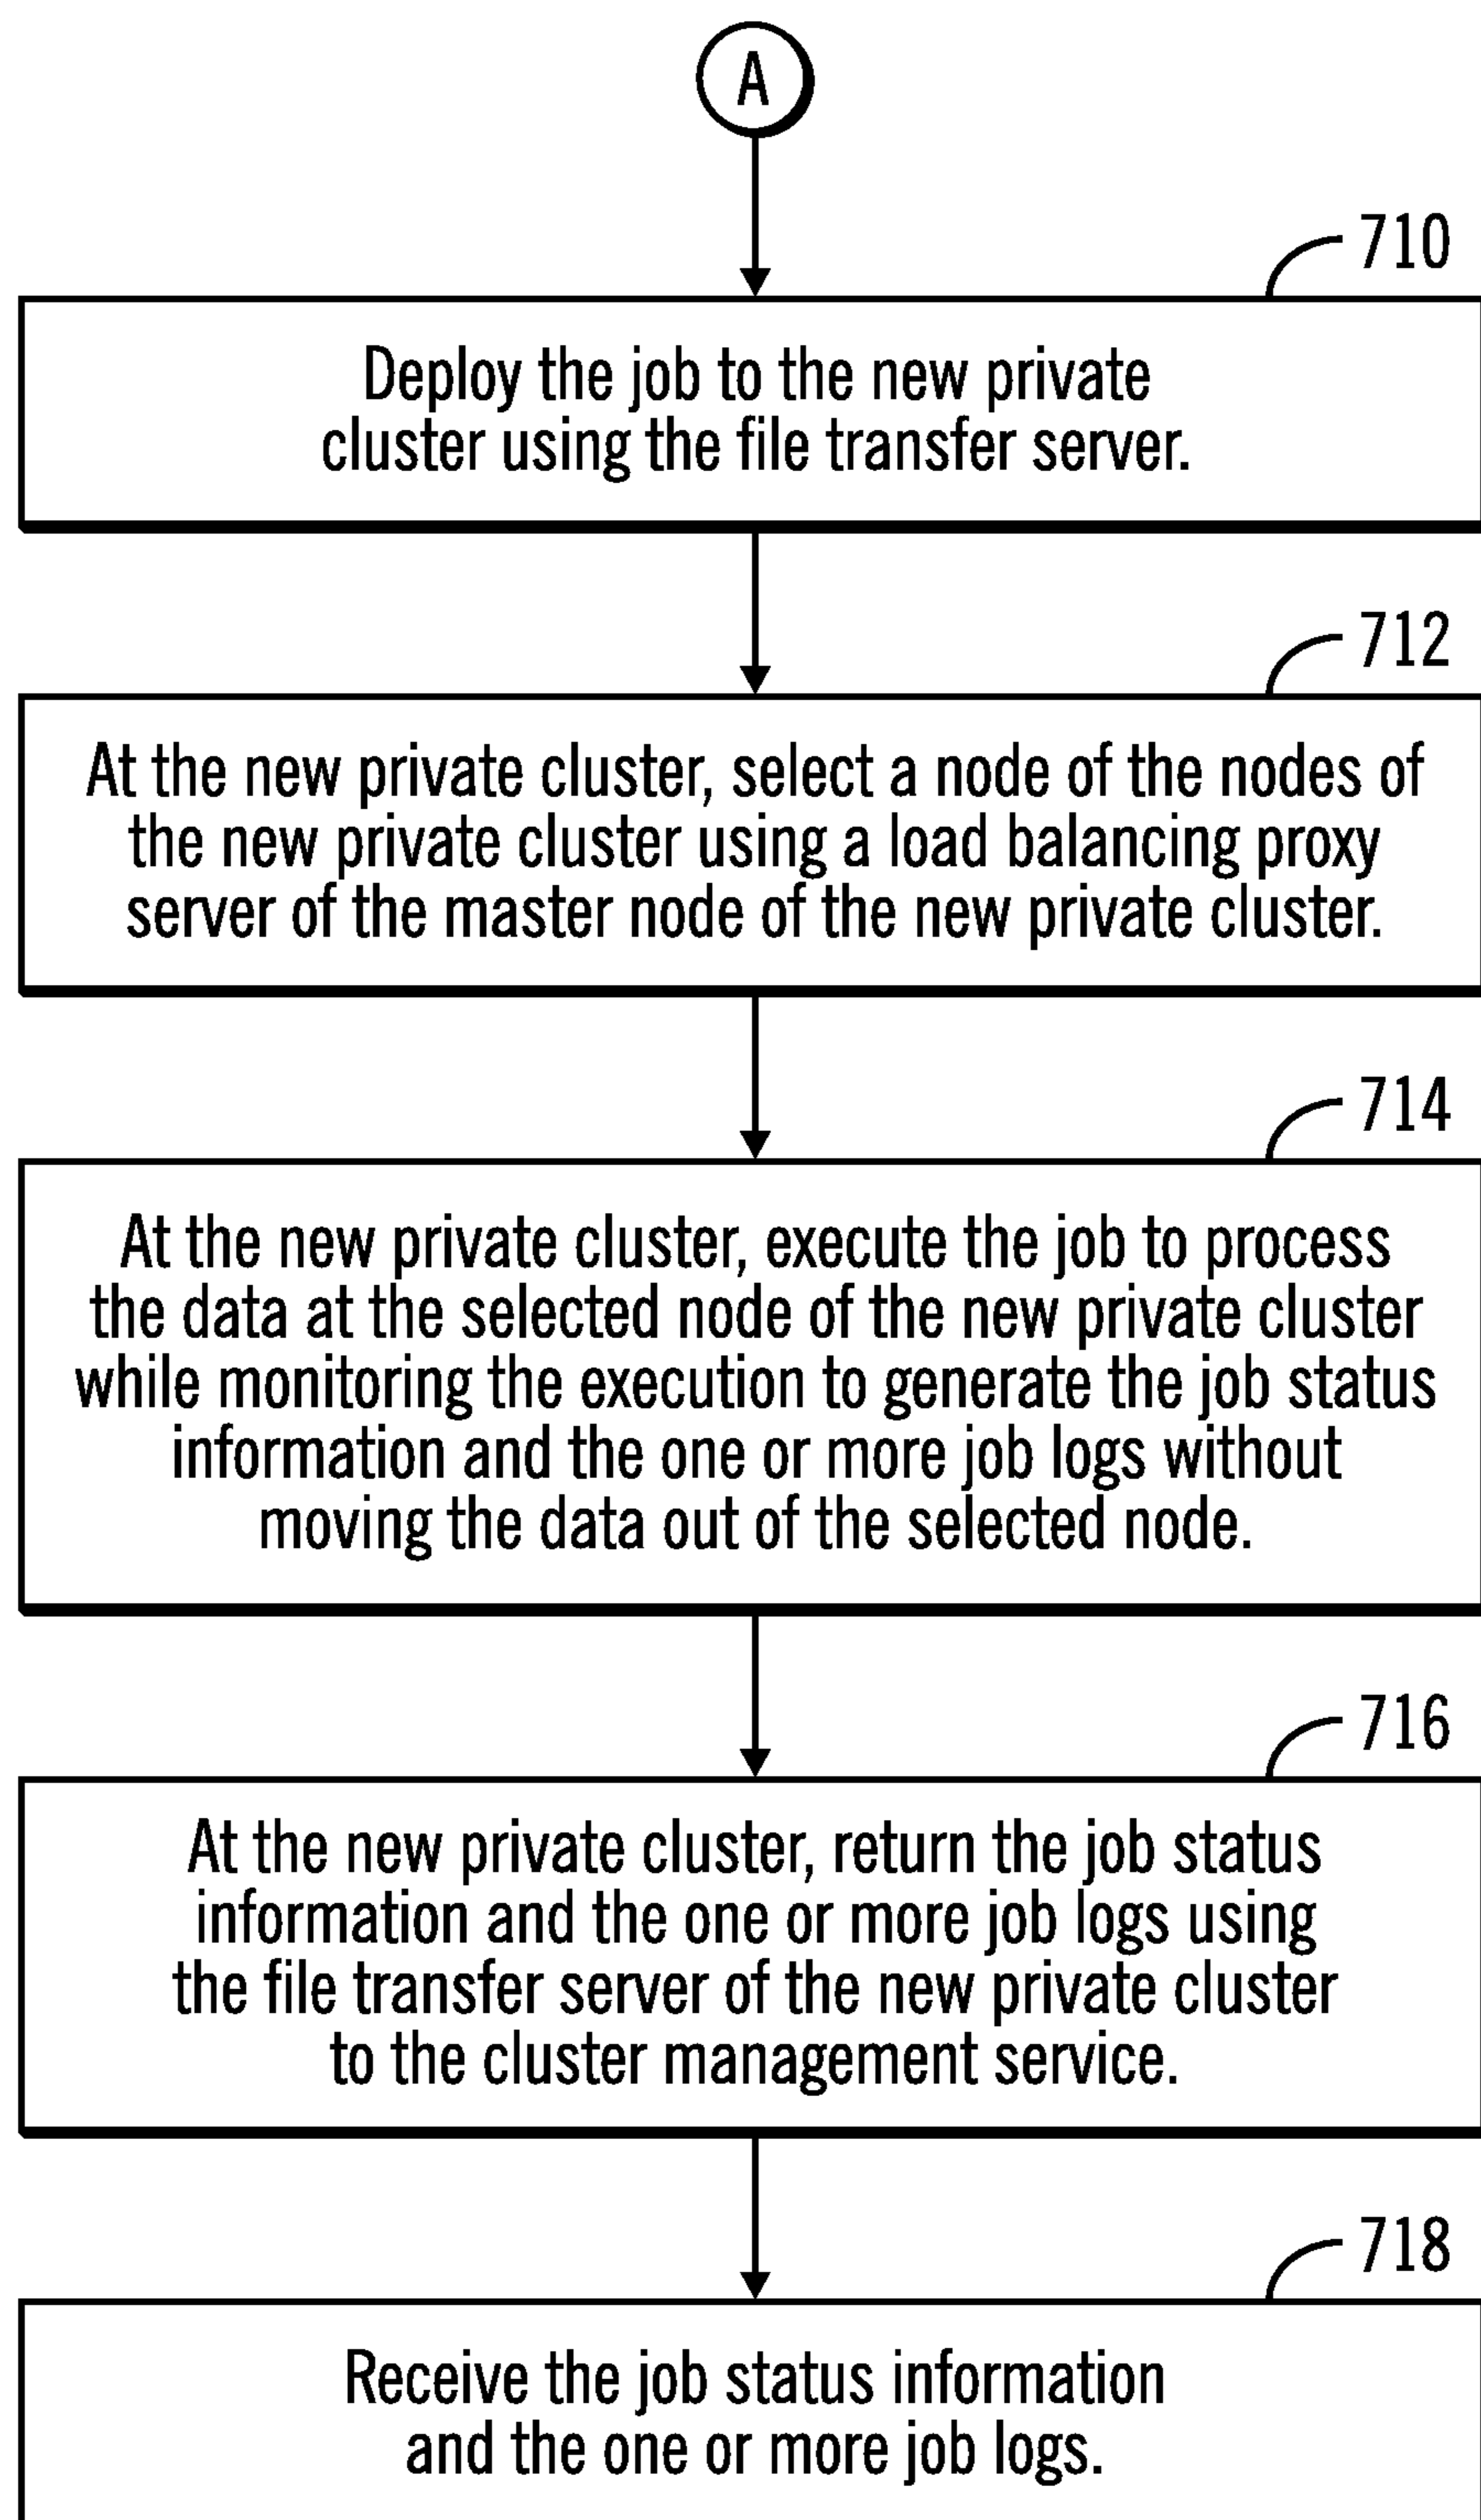 A
710
Deploy the job to the new private
cluster using the file transfer server.
712
At the new private cluster, select a node of the nodes of
the new private cluster using a load balancing proxy
server of the master node of the new private cluster.
714
At the new private cluster, execute the job to process
the data at the selected node of the new private cluster
while monitoring the execution to generate the job status
information and the one or more job logs without
moving the data out of the selected node.
716
At the new private cluster, return the job status
information and the one or more job logs using
the file transfer server of the new private cluster
to the cluster management service.
718
Receive the job status information
and the one or more job logs.